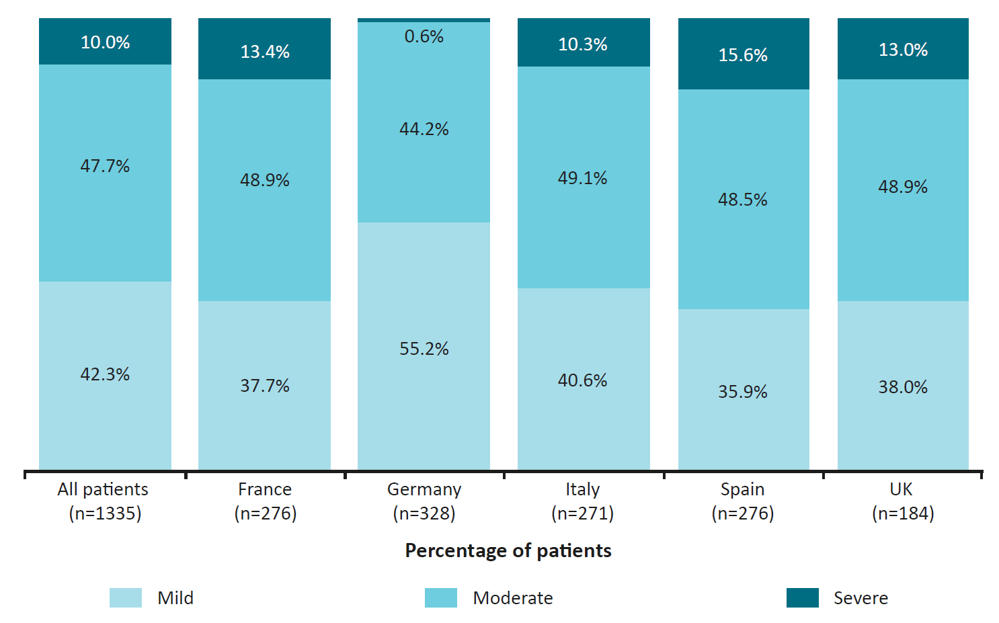 10.0%
13.4%
0.6%
10.3%
15.6%
13.0%
47.7%
48.9%
44.2%
49.1%
48.5%
48.9%
42.3%
37.7%
55.2%
40.6%
35.9%
38.0%
All patients
(n=1335)
France
(n=276)
Germany
(n=328)
Italy
(n=271)
Spain
(n=276)
UK
(n=184)
Percentage of patients
Mild
Moderate
Severe